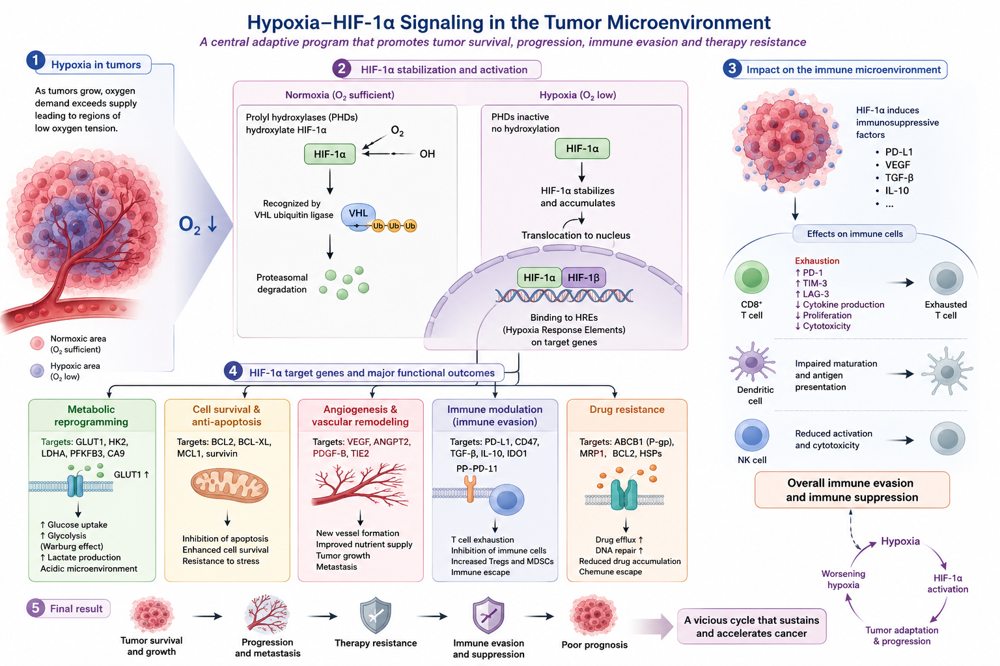 Hypoxia–HIF-1α Signaling in the Tumor Microenvironment
A central adaptive program that promotes tumor survival, progression, immune evasion and therapy resistance
1 Hypoxia in tumors
As tumors grow, oxygen
demand exceeds supply
leading to regions of
low oxygen tension.
O₂ ↓
Normoxic area
(O₂ sufficient)
Hypoxic area
(O₂ low)
2 HIF-1α stabilization and activation
Normoxia (O₂ sufficient)
Prolyl hydroxylases (PHDs)
hydroxylate HIF-1α
O₂
HIF-1α
OH
Recognized by
VHL ubiquitin ligase
VHL
Ub Ub Ub
Proteasomal
degradation
Hypoxia (O₂ low)
PHDs inactive
no hydroxylation
HIF-1α
HIF-1α stabilizes
and accumulates
Translocation to nucleus
HIF-1α HIF-1β
Binding to HREs
(Hypoxia Response Elements)
on target genes
3 Impact on the immune microenvironment
HIF-1α induces
immunosuppressive
factors
• PD-L1
• VEGF
• TGF-β
• IL-10
• ...
Effects on immune cells
CD8⁺
T cell
Exhaustion
↑ PD-1
↑ TIM-3
↑ LAG-3
↓ Cytokine production
↓ Proliferation
↓ Cytotoxicity
Exhausted
T cell
Dendritic
cell
Impaired maturation
and antigen
presentation
NK cell
Reduced activation
and cytotoxicity
Overall immune evasion
and immune suppression
Hypoxia
HIF-1α
activation
Tumor adaptation
& progression
Worsening
hypoxia
4 HIF-1α target genes and major functional outcomes
Metabolic
reprogramming
Targets: GLUT1, HK2,
LDHA, PFKFB3, CA9
GLUT1 ↑
↑ Glucose uptake
↑ Glycolysis
(Warburg effect)
↑ Lactate production
Acidic microenvironment
Cell survival &
anti-apoptosis
Targets: BCL2, BCL-XL,
MCL1, survivin
Inhibition of apoptosis
Enhanced cell survival
Resistance to stress
Angiogenesis &
vascular remodeling
Targets: VEGF, ANGPT2,
PDGF-B, TIE2
New vessel formation
Improved nutrient supply
Tumor growth
Metastasis
Immune modulation
(immune evasion)
Targets: PD-L1, CD47,
TGF-β, IL-10, IDO1
PP-PD-11
T cell exhaustion
Inhibition of immune cells
Increased Tregs and MDSCs
Immune escape
Drug resistance
Targets: ABCB1 (P-gp),
MRP1, BCL2, HSPs
Drug efflux ↑
DNA repair ↑
Reduced drug accumulation
Chemune escape
5 Final result
Tumor survival
and growth
Progression
and metastasis
Therapy resistance
Immune evasion
and suppression
Poor prognosis
A vicious cycle that sustains
and accelerates cancer